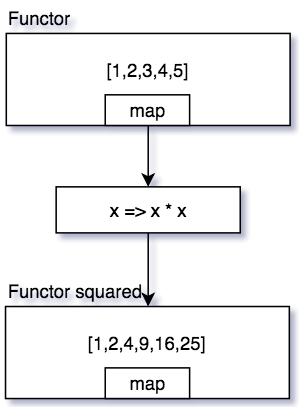 Functor
[1,2,3,4,5]
map
x => x * x
Functor squared
[1,2,4,9,16,25]
map